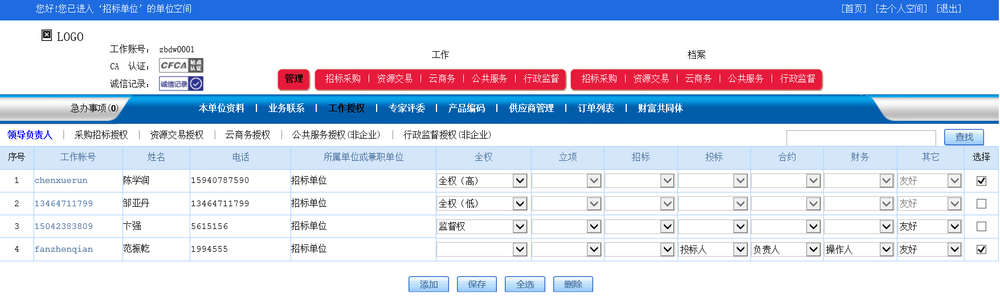 您好!您已进入‘招标单位’的单位空间 [首页] [去个人空间] [退出]
LOGO
工作账号: zbdw0001
CA 认证: CFCA 站点认证
诚信记录: 诚信记录
工作 档案
管理 招标采购 | 资源交易 | 云商务 | 公共服务 | 行政监督 招标采购 | 资源交易 | 云商务 | 公共服务 | 行政监督
急办事项(0) 本单位资料 | 业务联系 | 工作授权 | 专家评委 | 产品编码 | 供应商管理 | 订单列表 | 财富共同体
领导负责人 | 采购招标授权 | 资源交易授权 | 云商务授权 | 公共服务授权(非企业) | 行政监督授权(非企业) 查找
序号 工作帐号 姓名 电话 所属单位或兼职单位 全权 立项 招标 投标 合约 财务 其它 选择
1 chenxuerun 陈学润 15940787590 招标单位 全权（高） 友好
2 13464711799 邹亚丹 13464711799 招标单位 全权（低） 友好
3 15042383809 卞强 5615156 招标单位 监督权 友好
4 fanzhenqian 范振乾 1994555 招标单位 投标人 负责人 操作人 友好
添加 保存 全选 删除